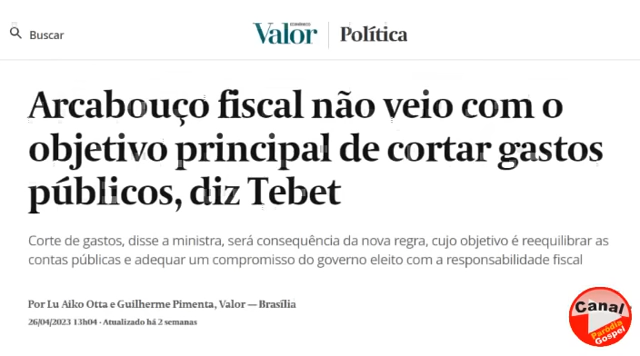 Buscar
Valor ECONÔMICO Política
Arcabouço fiscal não veio com o
objetivo principal de cortar gastos
públicos, diz Tebet
Corte de gastos, disse a ministra, será consequência da nova regra, cujo objetivo é reequilibrar as
contas públicas e adequar um compromisso do governo eleito com a responsabilidade fiscal
Por Lu Aiko Otta e Guilherme Pimenta, Valor — Brasília
26/04/2023 13h04 · Atualizado há 2 semanas
Canal
Paródia
Gospel